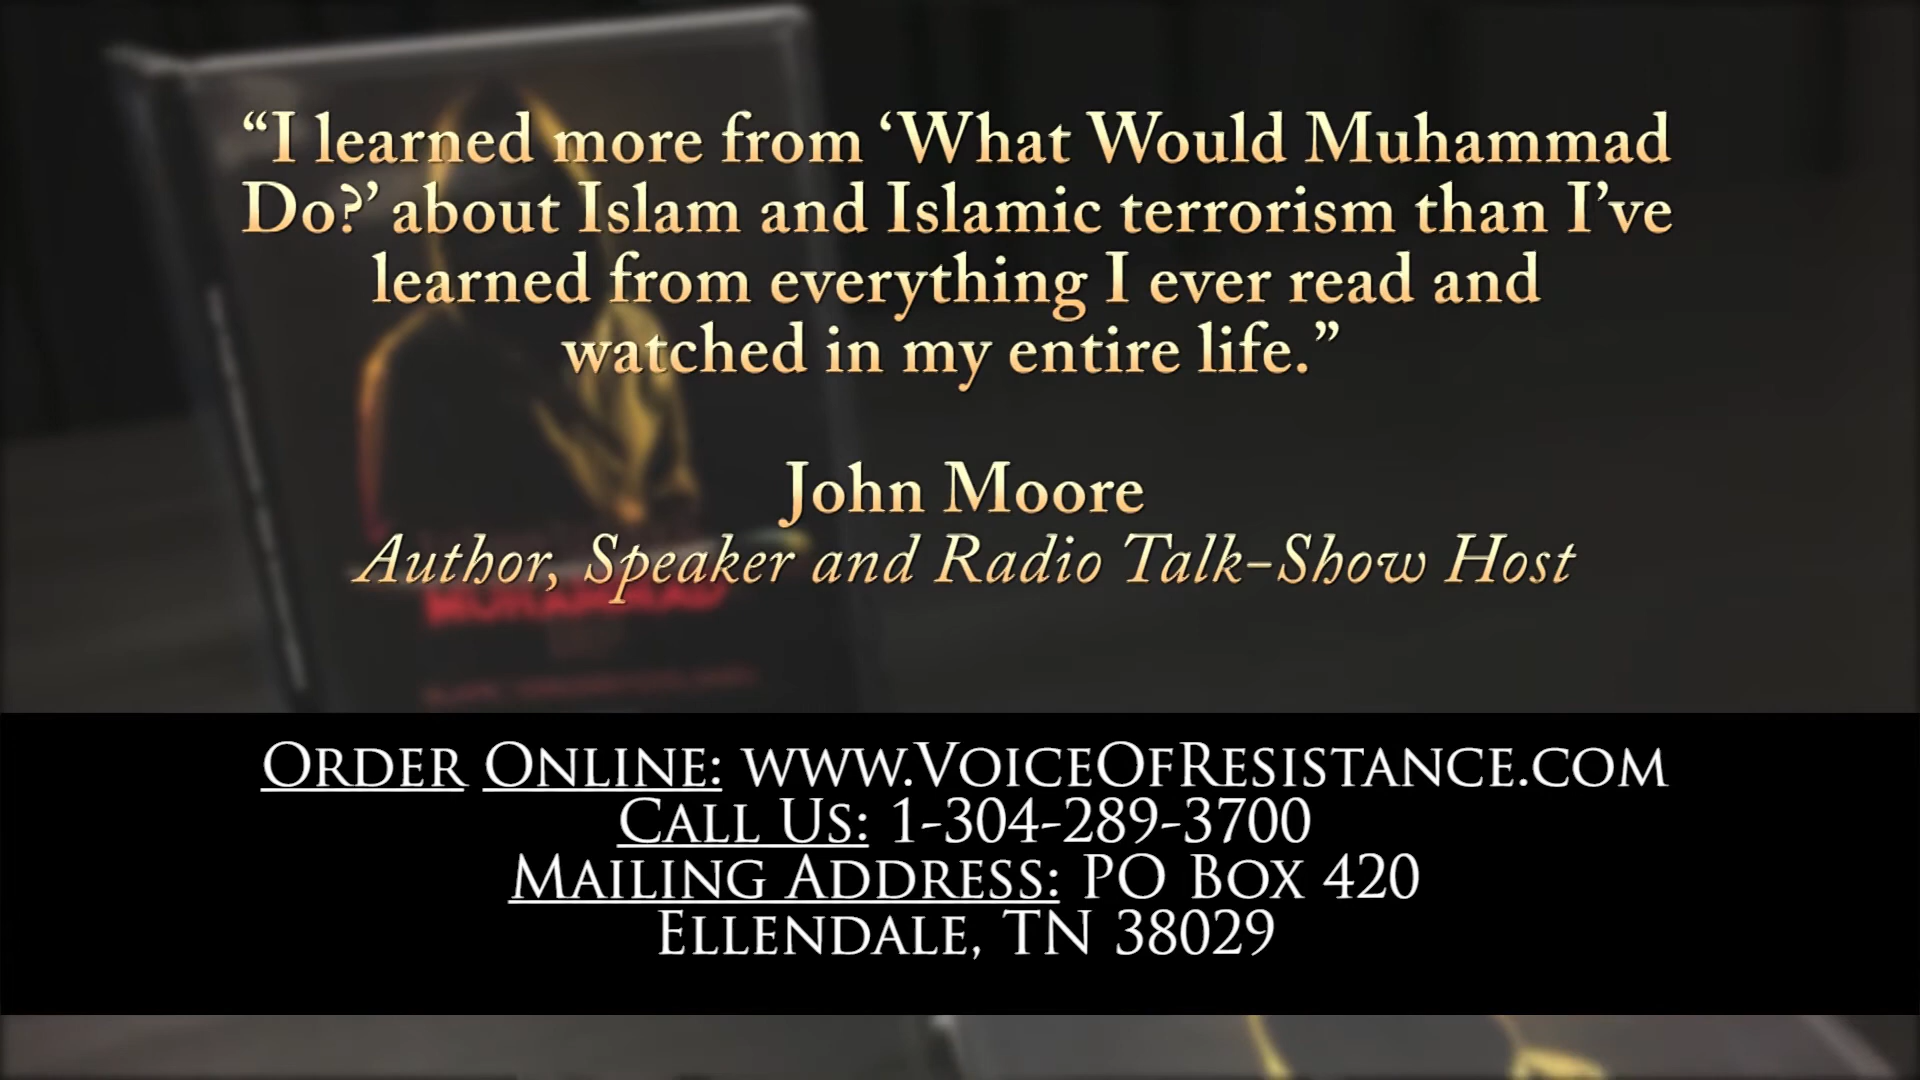 “I learned more from ‘What Would Muhammad
Do?’ about Islam and Islamic terrorism than I’ve
learned from everything I ever read and
watched in my entire life.”
John Moore
Author, Speaker and Radio Talk-Show Host
MUHAMMAD
Order Online: www.VoiceOfResistance.com
Call Us: 1-304-289-3700
Mailing Address: PO Box 420
Ellendale, TN 38029